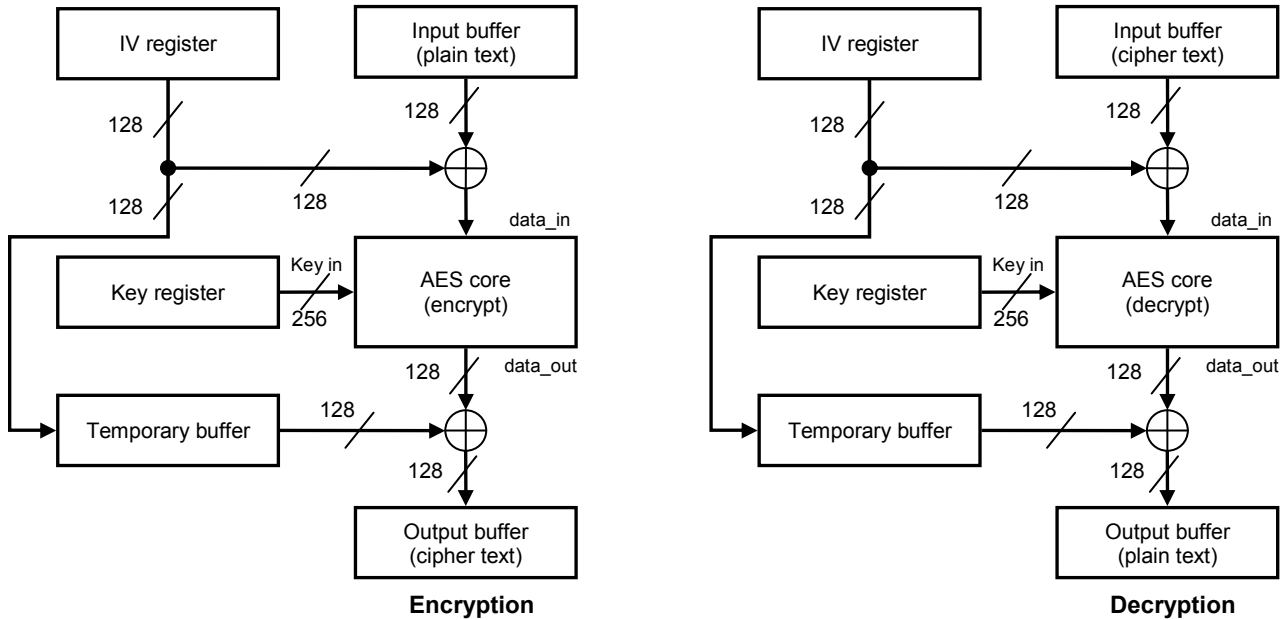 IV register
Input buffer
(plain text)
128
128
128
128
data_in
Key register
Key in
256
AES core
(encrypt)
data_out
128
Temporary buffer
128
128
Output buffer
(cipher text)
Encryption
IV register
Input buffer
(cipher text)
128
128
128
128
data_in
Key register
Key in
256
AES core
(decrypt)
data_out
128
Temporary buffer
128
128
Output buffer
(plain text)
Decryption